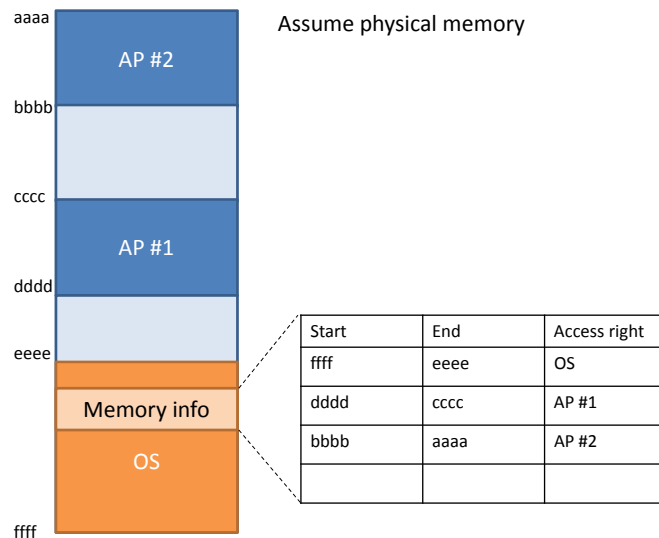 Assume physical memory
aaaa
AP #2
bbbb
cccc
AP #1
dddd
eeee
Memory info
OS
ffff
Start End Access right
ffff eeee OS
dddd cccc AP #1
bbbb aaaa AP #2